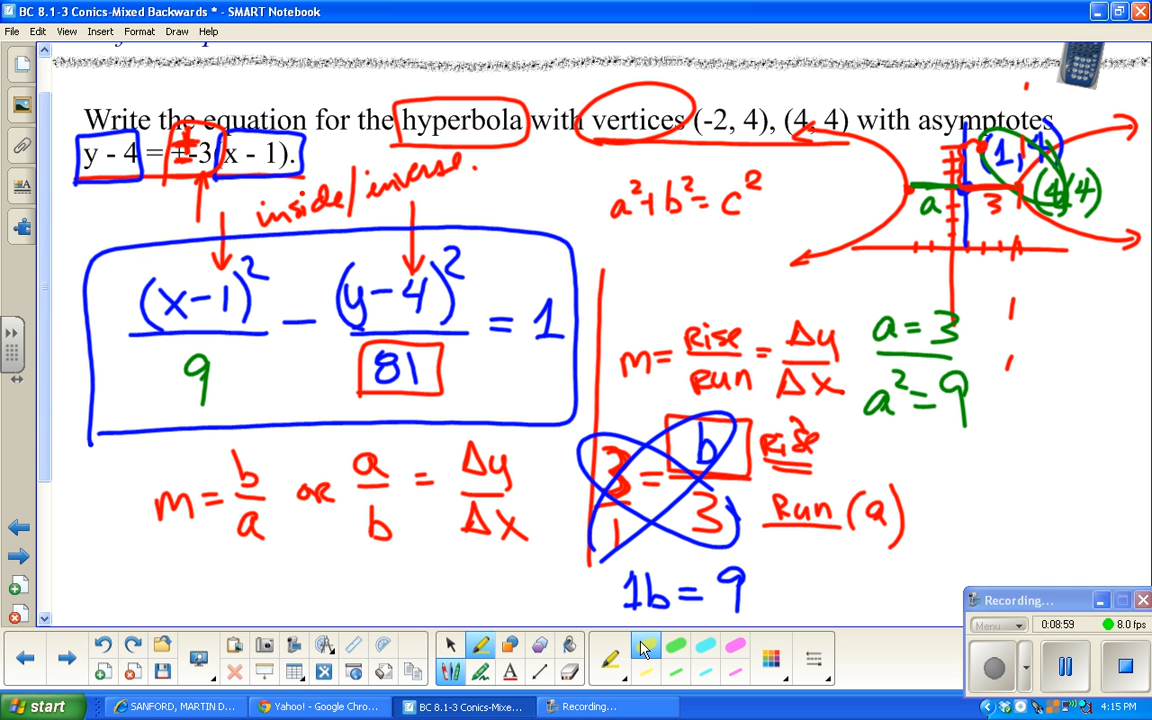 BC 8.1-3 Conics-Mixed Backwards * - SMART Notebook
File Edit View Insert Format Draw Help
Write the equation for the hyperbola with vertices (-2, 4), (4, 4) with asymptotes
y - 4 = +-3(x - 1).
±
inside/inverse.
a²+b²=c²
(1, 4)
(4,4)
a 3
(x-1)² - (y-4)² = 1
9 81
m= Rise = Δy
Run Δx
a = 3
a² = 9
m= b or a = Δy
a b Δx
3 = b Rise
1 3 Run (a)
1b = 9
Recording...
Menu
0:08:59
8.0 fps
start
SANFORD, MARTIN D...
Yahoo! - Google Chro...
BC 8.1-3 Conics-Mixe...
Recording...
4:15 PM